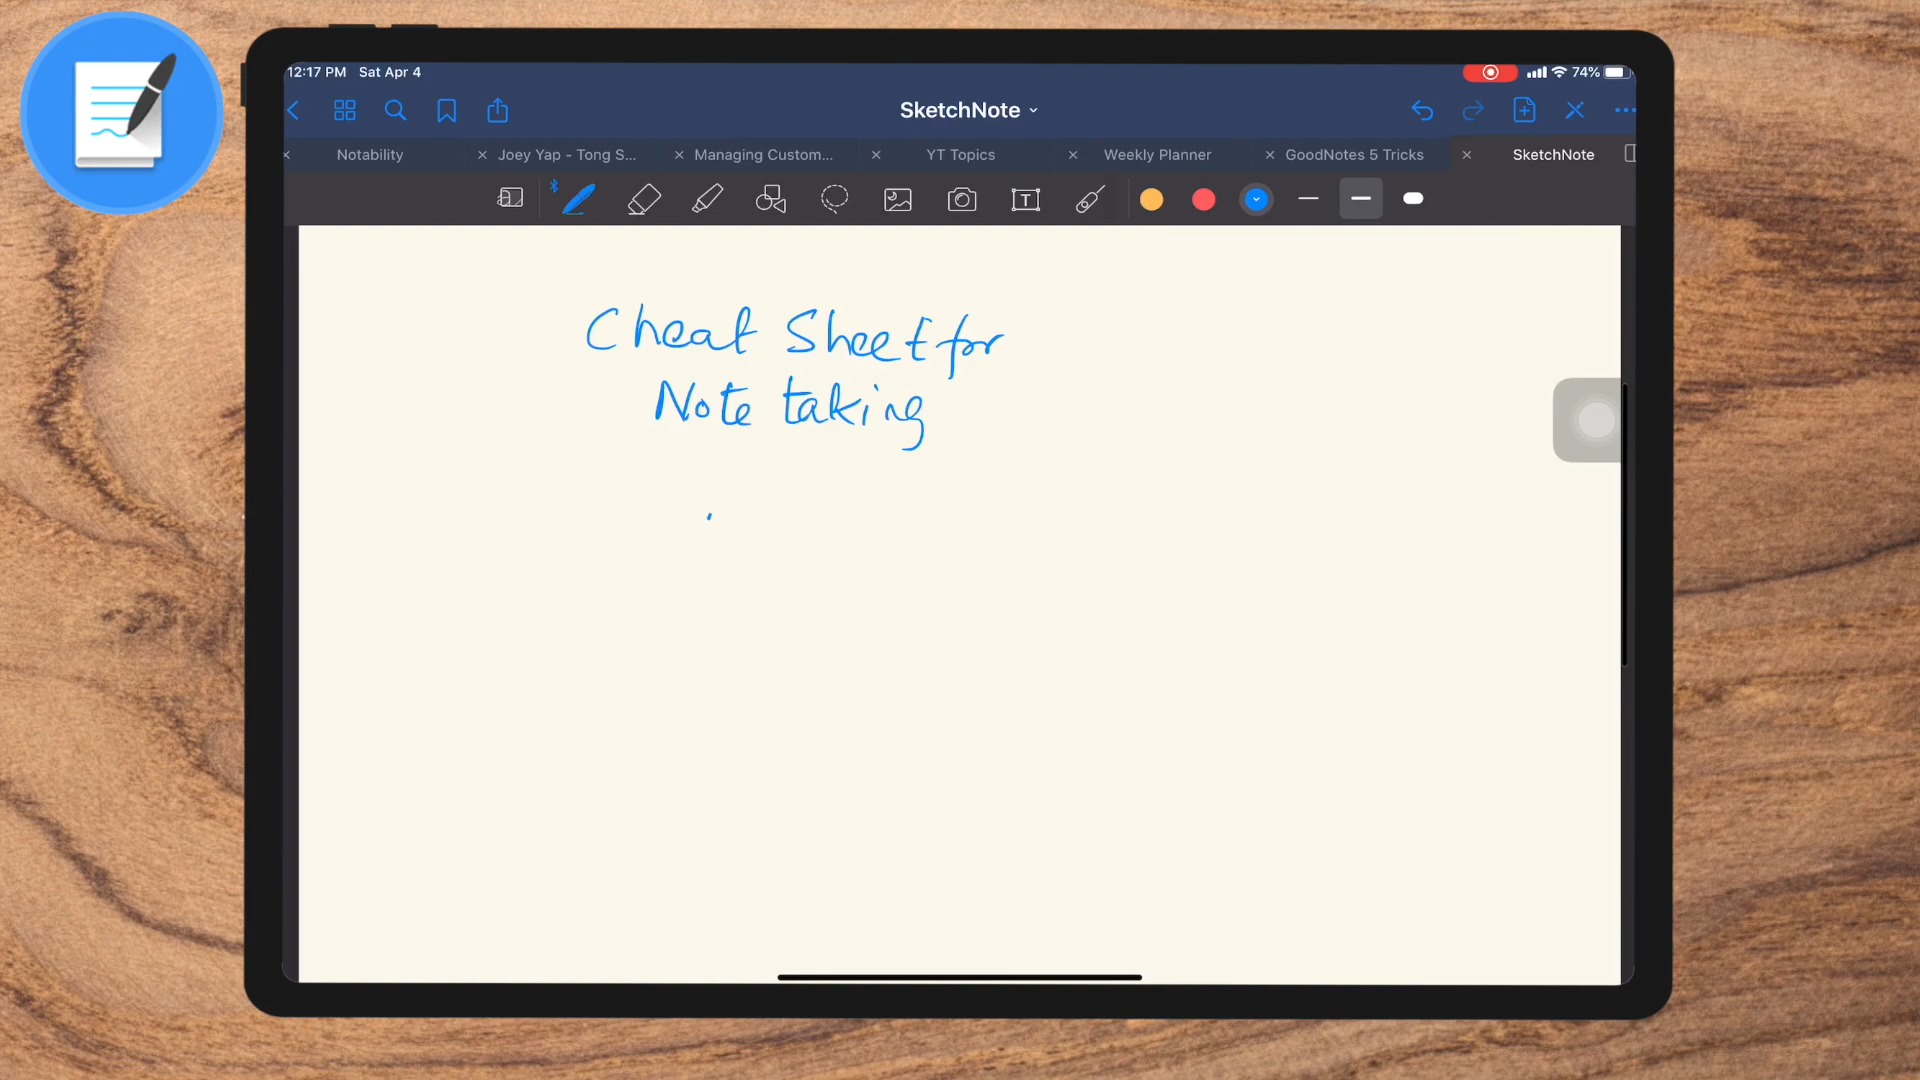 12:17 PM Sat Apr 4 74%
SketchNote
Notability Joey Yap - Tong S... Managing Custom... YT Topics Weekly Planner GoodNotes 5 Tricks SketchNote
T
Cheat Sheet for
Note taking